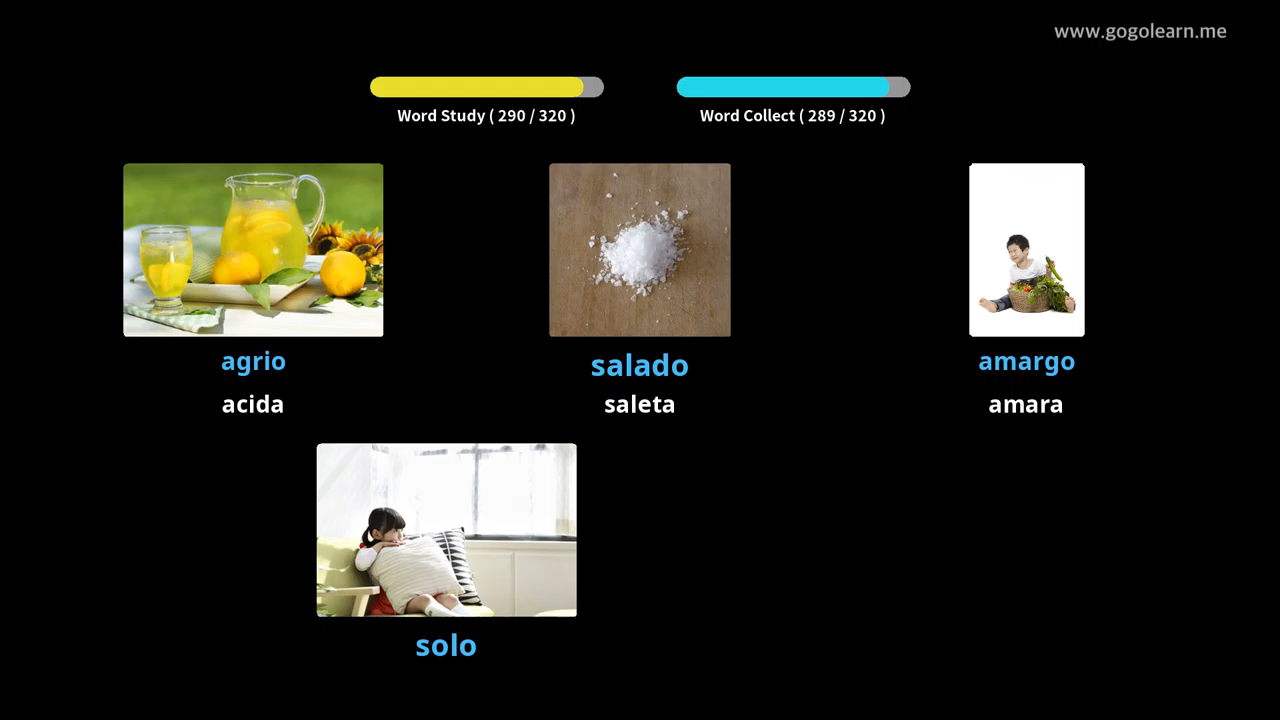 www.gogolearn.me
Word Study ( 290 / 320 )
Word Collect ( 289 / 320 )
agrio
salado
amargo
acida
saleta
amara
solo